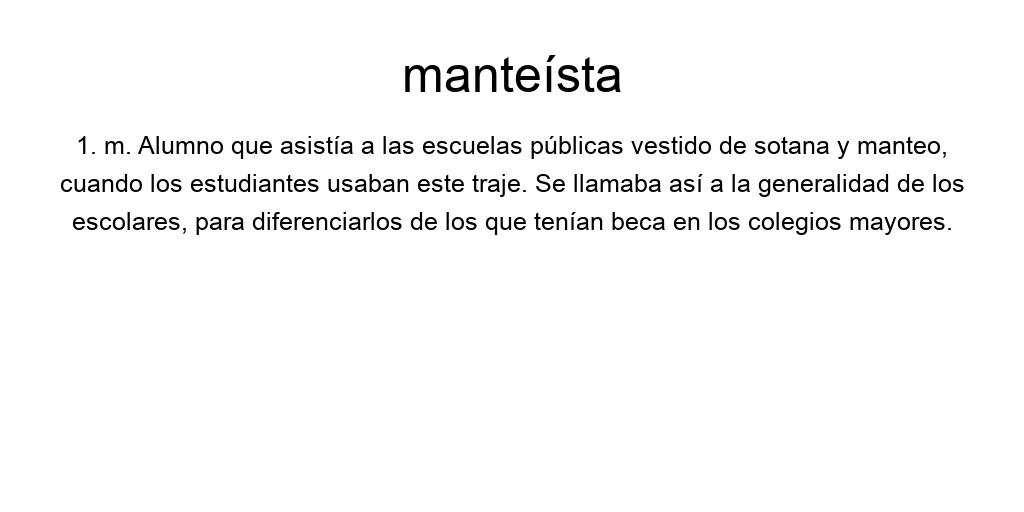 manteísta
1. m. Alumno que asistía a las escuelas públicas vestido de sotana y manteo,
cuando los estudiantes usaban este traje. Se llamaba así a la generalidad de los
escolares, para diferenciarlos de los que tenían beca en los colegios mayores.